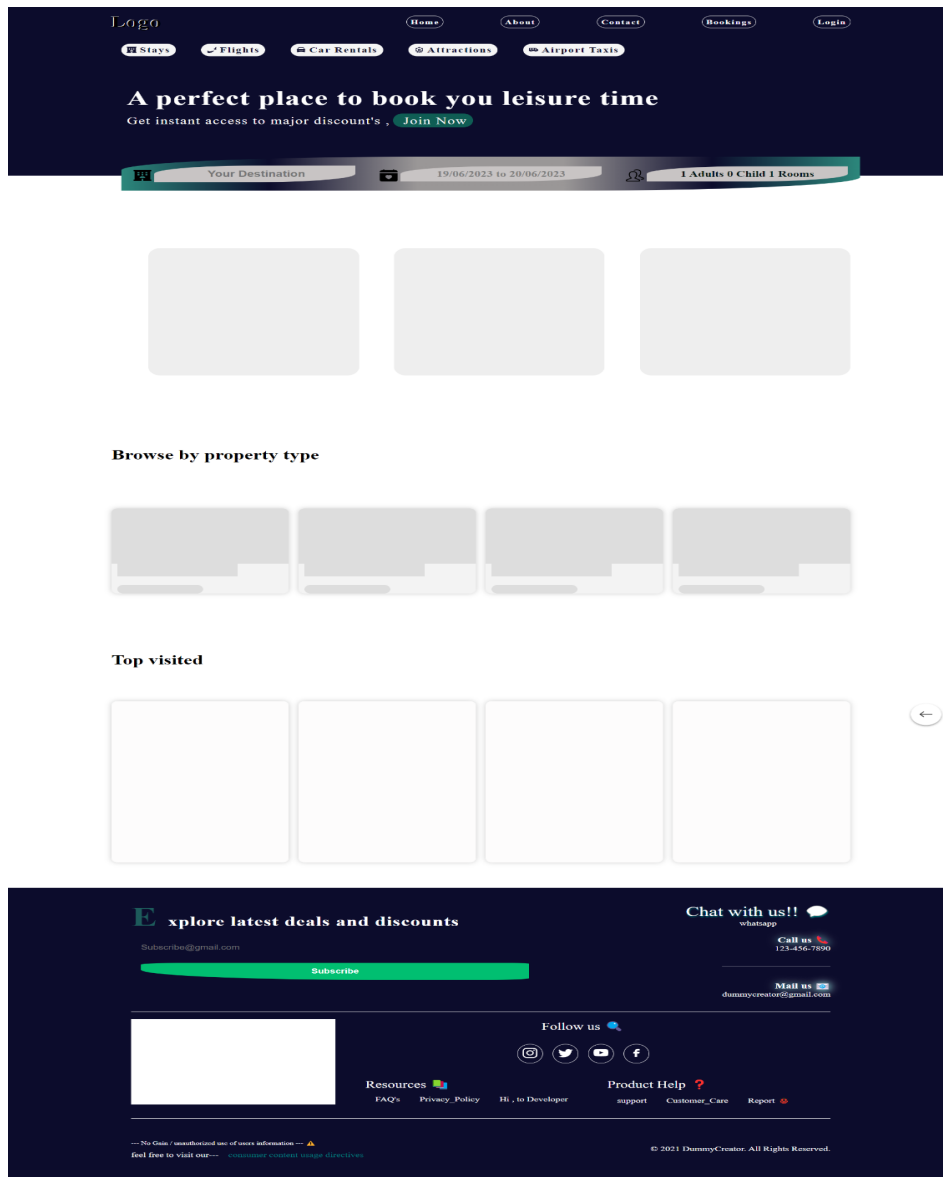 Logo
Home About Contact Bookings Login
Stays Flights Car Rentals Attractions Airport Taxis
A perfect place to book you leisure time
Get instant access to major discount's , Join Now
Your Destination 19/06/2023 to 20/06/2023 1 Adults 0 Child 1 Rooms
Browse by property type
Top visited
E xplore latest deals and discounts
Subscribe@gmail.com
Subscribe
Chat with us!!
whatsapp
Call us
123-456-7890
Mail us
dummycreator@gmail.com
Follow us
Resources
FAQ's Privacy_Policy Hi , to Developer
Product Help
support Customer_Care Report
--- No Gain / unauthorized use of users information ---
feel free to visit our--- consumer content usage directives
© 2021 DummyCreator. All Rights Reserved.